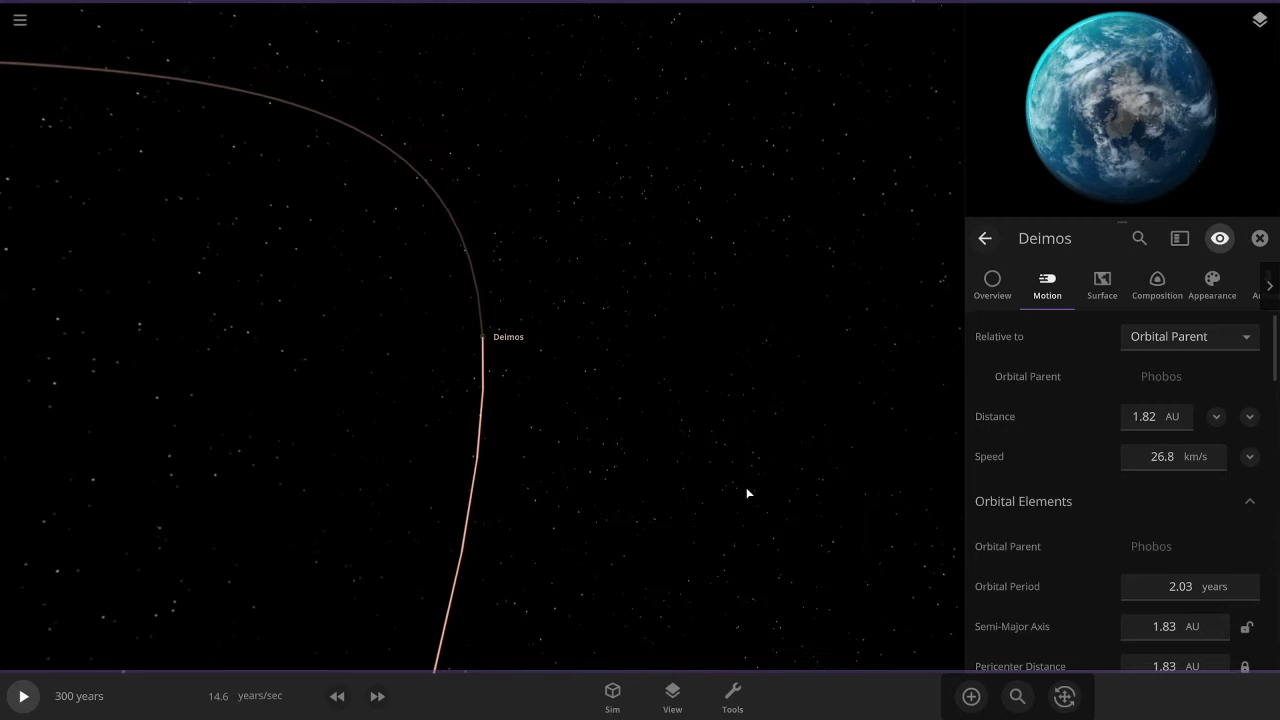 Deimos
Deimos
Overview Motion Surface Composition Appearance
Relative to Orbital Parent
Orbital Parent Phobos
Distance 1.82 AU
Speed 26.8 km/s
Orbital Elements
Orbital Parent Phobos
Orbital Period 2.03 years
Semi-Major Axis 1.83 AU
Pericenter Distance 1.83 AU
300 years 14.6 years/sec
Sim View Tools